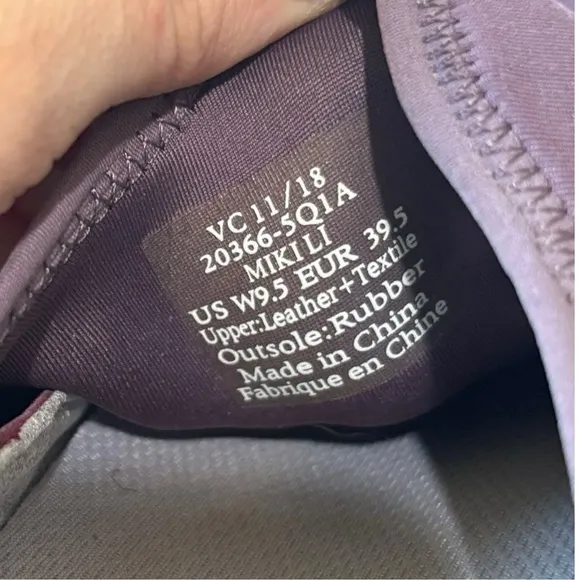 VC 11/18
20366-5Q1A
MIKI LI
US W9.5 EUR 39.5
Upper:Leather+Textile
Outsole:Rubber
Made in China
Fabrique en Chine